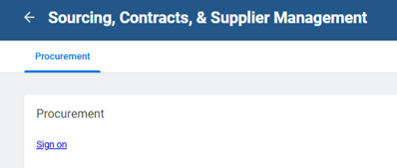 ← Sourcing, Contracts, & Supplier Management
Procurement
Procurement
Sign on